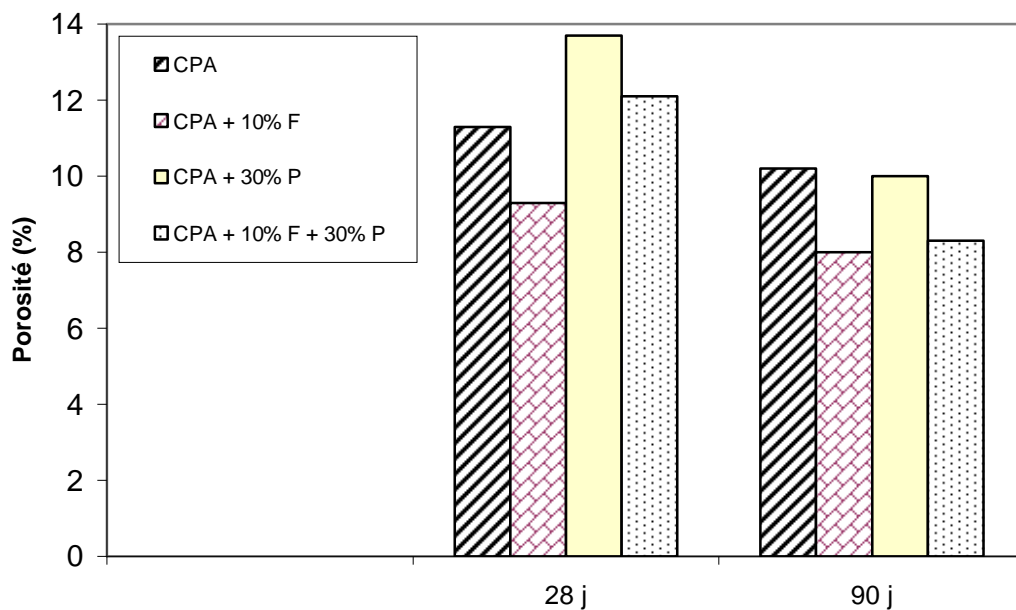 14
12
10
8
6
4
2
0
Porosité (%)
CPA
CPA + 10% F
CPA + 30% P
CPA + 10% F + 30% P
28 j
90 j